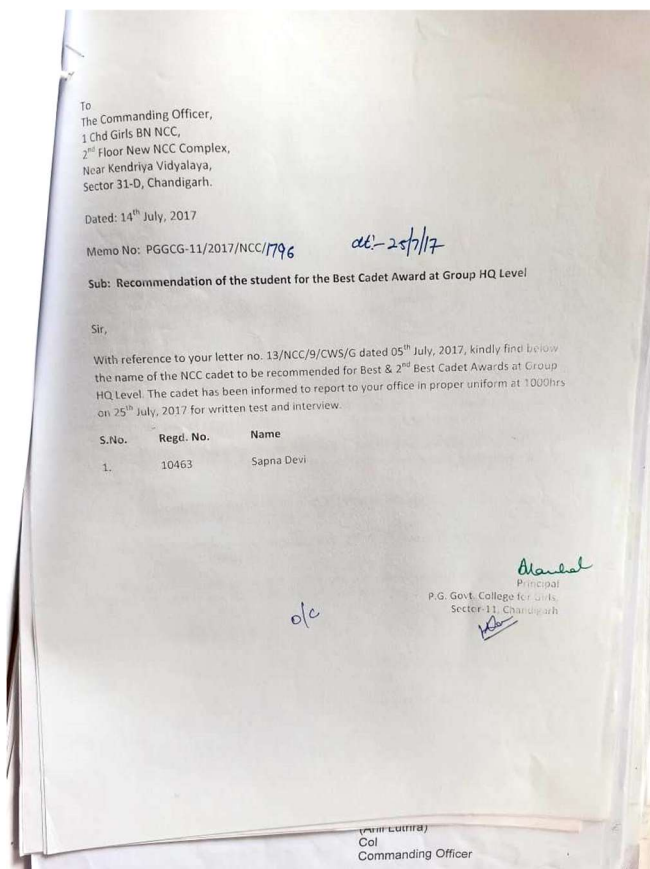 To
The Commanding Officer,
1 Chd Girls BN NCC,
2nd Floor New NCC Complex,
Near Kendriya Vidyalaya,
Sector 31-D, Chandigarh.
Dated: 14th July, 2017
Memo No: PGGCG-11/2017/NCC/1796 dt:- 25/7/17
Sub: Recommendation of the student for the Best Cadet Award at Group HQ Level
Sir,
With reference to your letter no. 13/NCC/9/CWS/G dated 05th July, 2017, kindly find below
the name of the NCC cadet to be recommended for Best & 2nd Best Cadet Awards at Group
HQ Level. The cadet has been informed to report to your office in proper uniform at 1000hrs
on 25th July, 2017 for written test and interview.
S.No. Regd. No. Name
1. 10463 Sapna Devi
Principal
P.G. Govt. College for Girls,
Sector-11, Chandigarh
o/c
(Anil Luthra)
Col
Commanding Officer